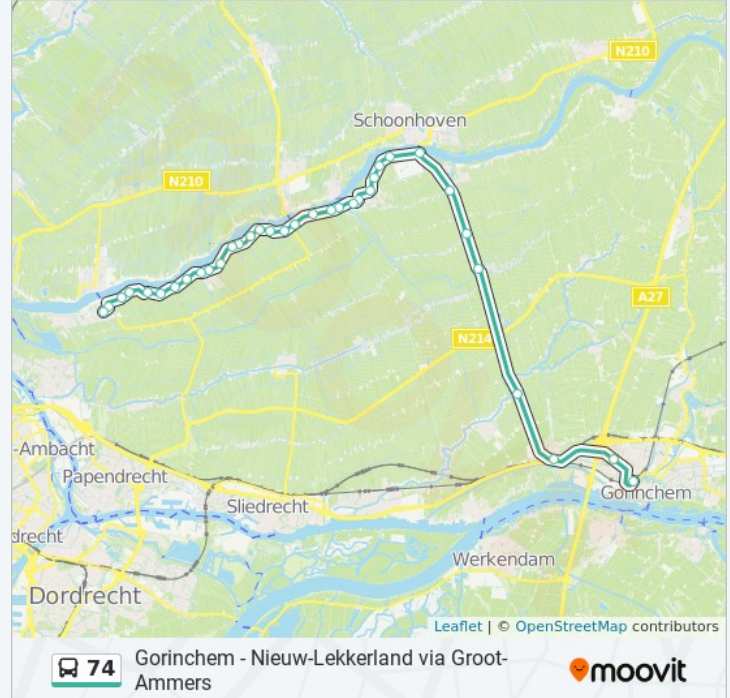 N210
Schoonhoven
N210
A27
N214
-Ambacht
Papendrecht
Gorinchem
Sliedrecht
drecht
Werkendam
Dordrecht
Leaflet | © OpenStreetMap contributors
74
Gorinchem - Nieuw-Lekkerland via Groot-
Ammers
moovit